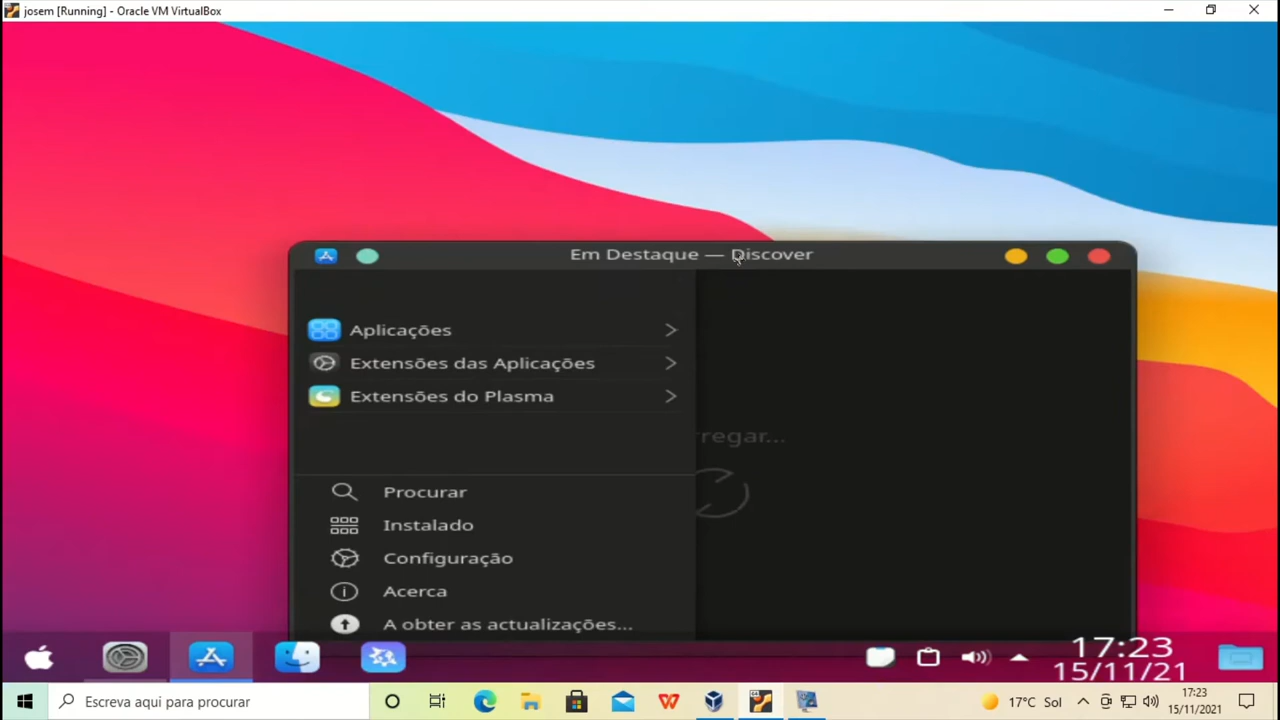 josem [Running] - Oracle VM VirtualBox
Em Destaque — Discover
Aplicações
Extensões das Aplicações
Extensões do Plasma
rregar...
Procurar
Instalado
Configuração
Acerca
A obter as actualizações...
17:23
15/11/21
Escreva aqui para procurar
17°C Sol
17:23
15/11/2021